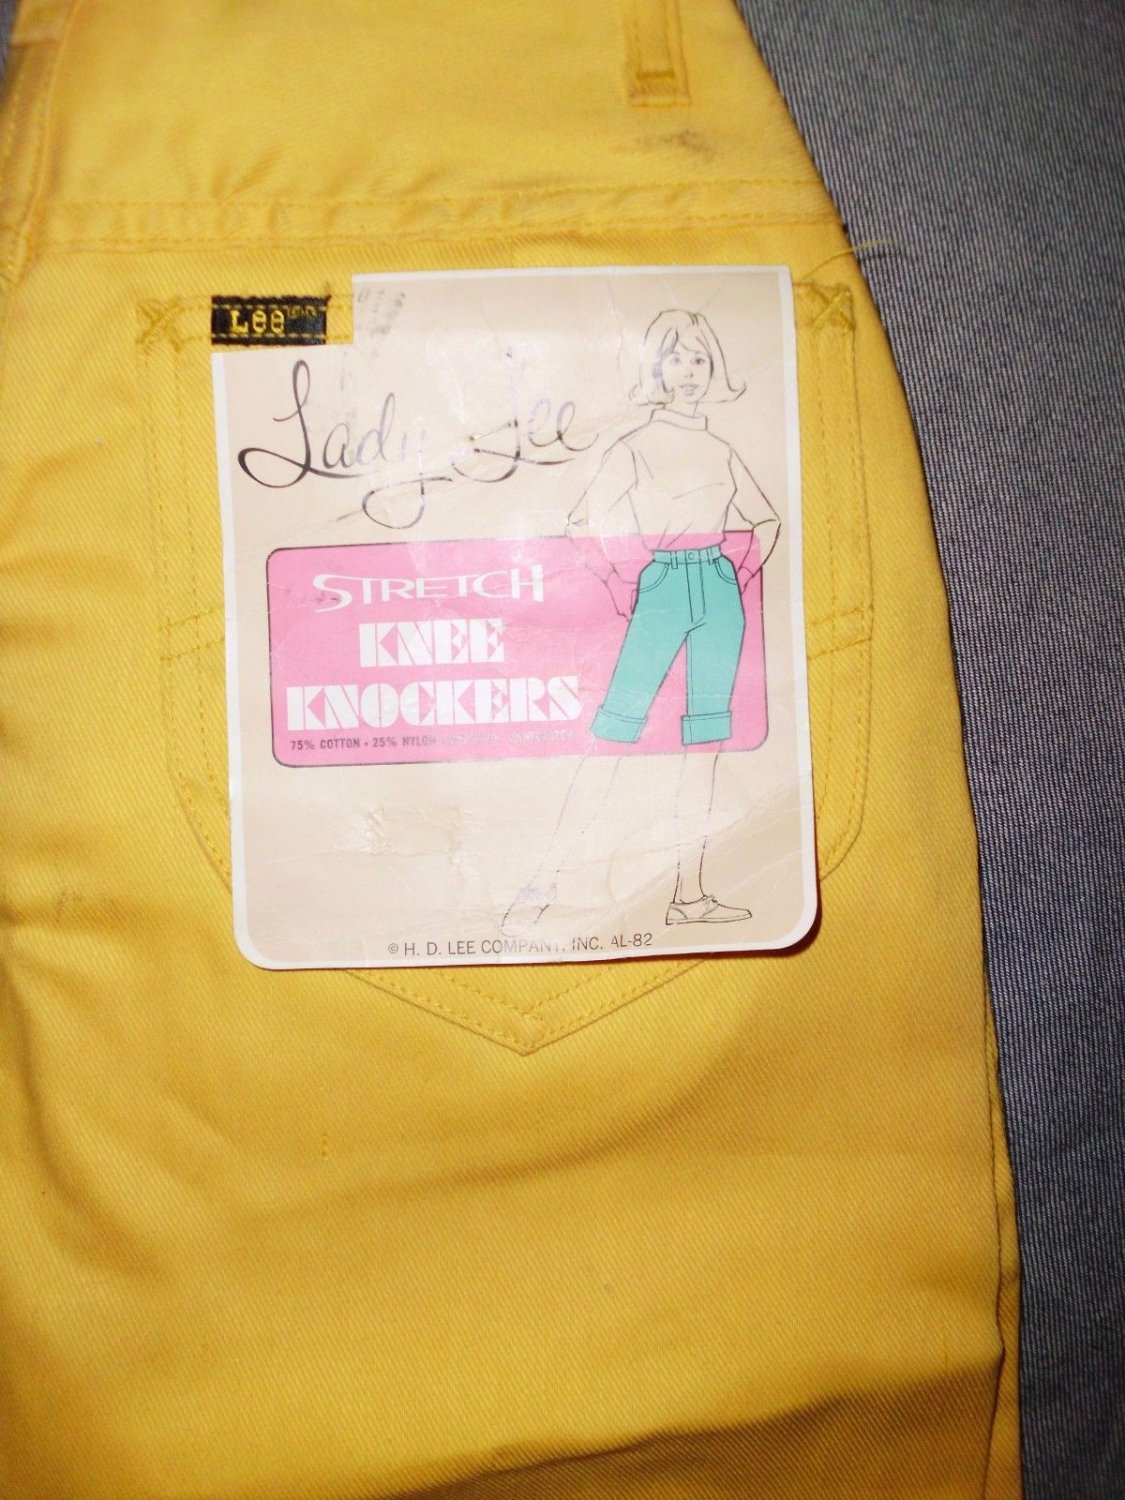 Lee
Lady Lee
STRETCH
KNEE
KNOCKERS
75% COTTON • 25% NYLON
© H. D. LEE COMPANY, INC. AL-82